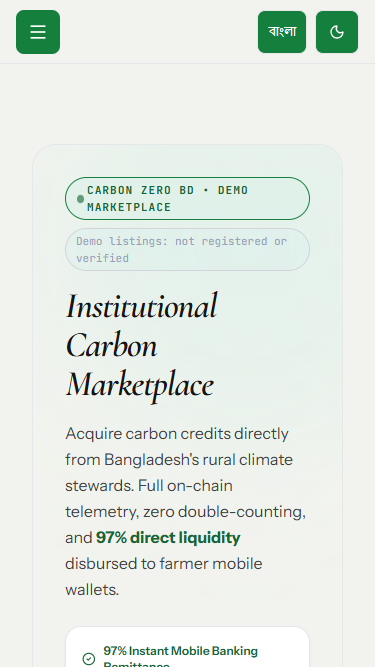 বাংলা
CARBON ZERO BD • DEMO
MARKETPLACE
Demo listings: not registered or
verified
Institutional
Carbon
Marketplace
Acquire carbon credits directly
from Bangladesh's rural climate
stewards. Full on-chain
telemetry, zero double-counting,
and 97% direct liquidity
disbursed to farmer mobile
wallets.
97% Instant Mobile Banking
Remittance